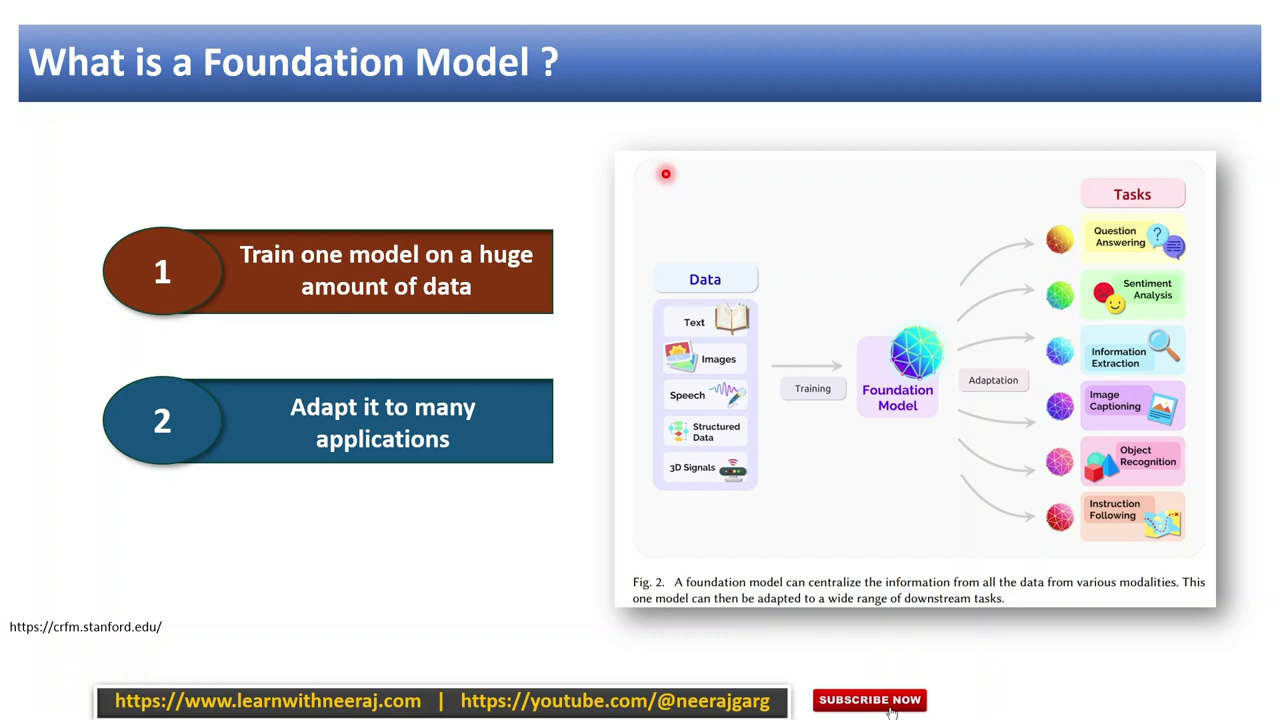 What is a Foundation Model ?
1
Train one model on a huge
amount of data
2
Adapt it to many
applications
Data
Text
Images
Speech
Structured
Data
3D Signals
Training
Foundation
Model
Adaptation
Tasks
Question
Answering
?
Sentiment
Analysis
Information
Extraction
Image
Captioning
Object
Recognition
Instruction
Following
Fig. 2. A foundation model can centralize the information from all the data from various modalities. This
one model can then be adapted to a wide range of downstream tasks.
https://crfm.stanford.edu/
https://www.learnwithneeraj.com | https://youtube.com/@neerajgarg
SUBSCRIBE NOW